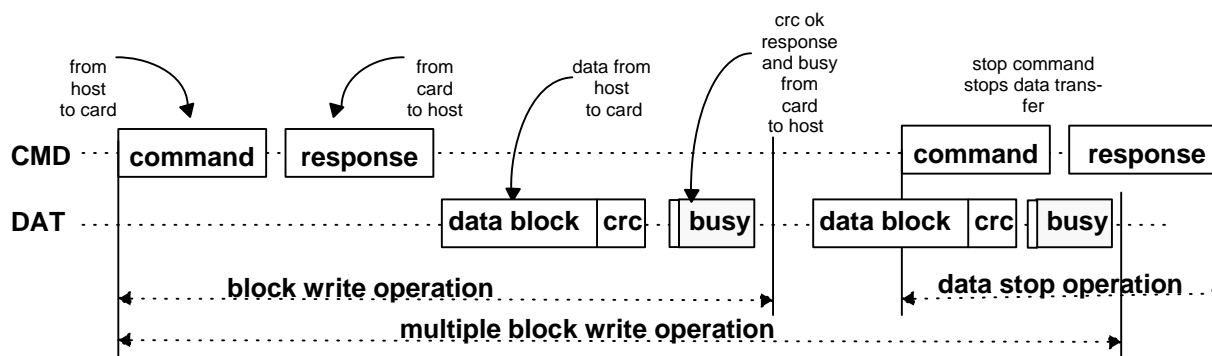 from
host
to card
from
card
to host
data from
host
to card
crc ok
response
and busy
from
card
to host
stop command
stops data trans-
fer
CMD
command
response
command
response
DAT
data block
crc
busy
data block
crc
busy
block write operation
data stop operation
multiple block write operation